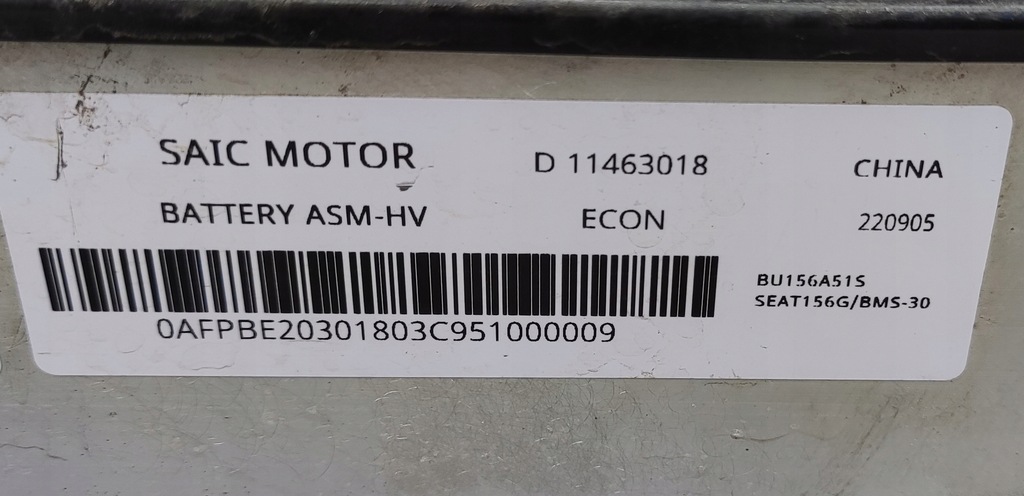 SAIC MOTOR D 11463018 CHINA
BATTERY ASM-HV ECON 220905
BU156A51S
SEAT156G/BMS-30
0AFPBE20301803C951000009